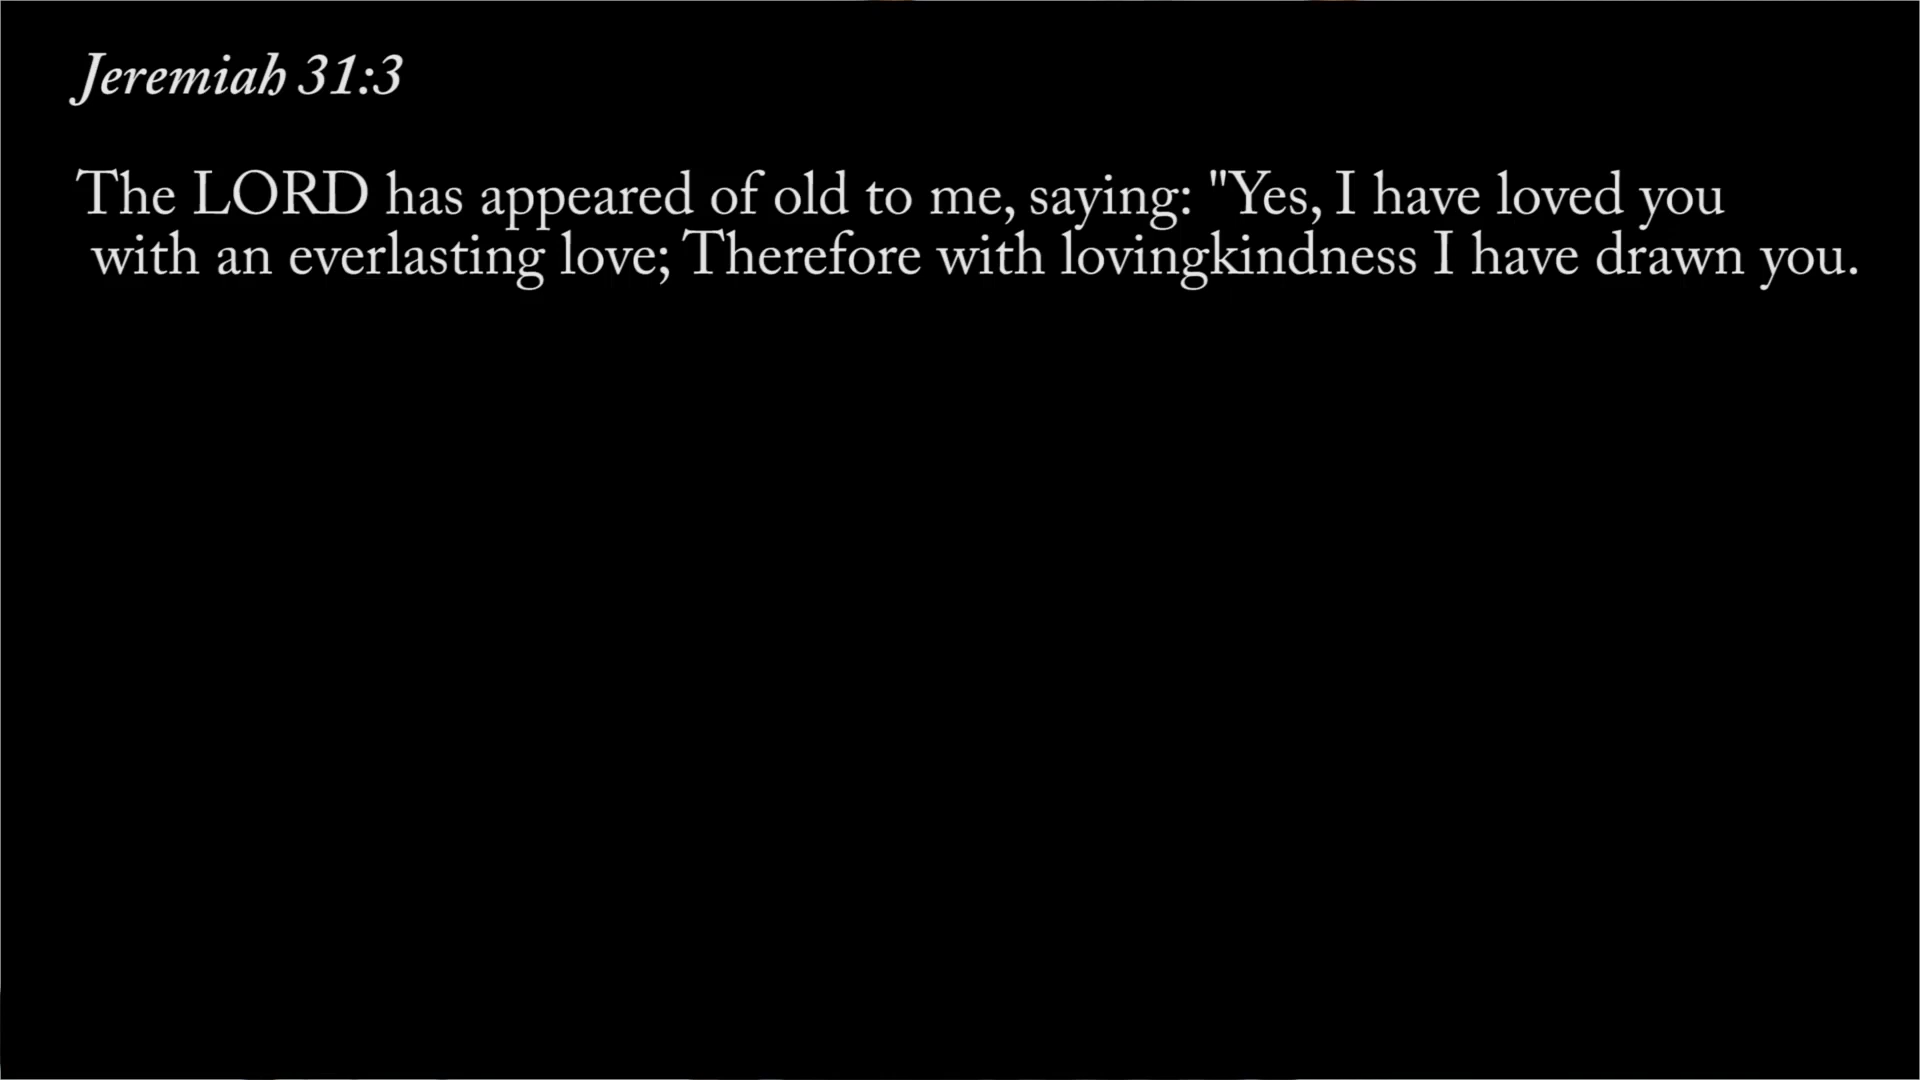 Jeremiah 31:3
The LORD has appeared of old to me, saying: "Yes, I have loved you
with an everlasting love; Therefore with lovingkindness I have drawn you.